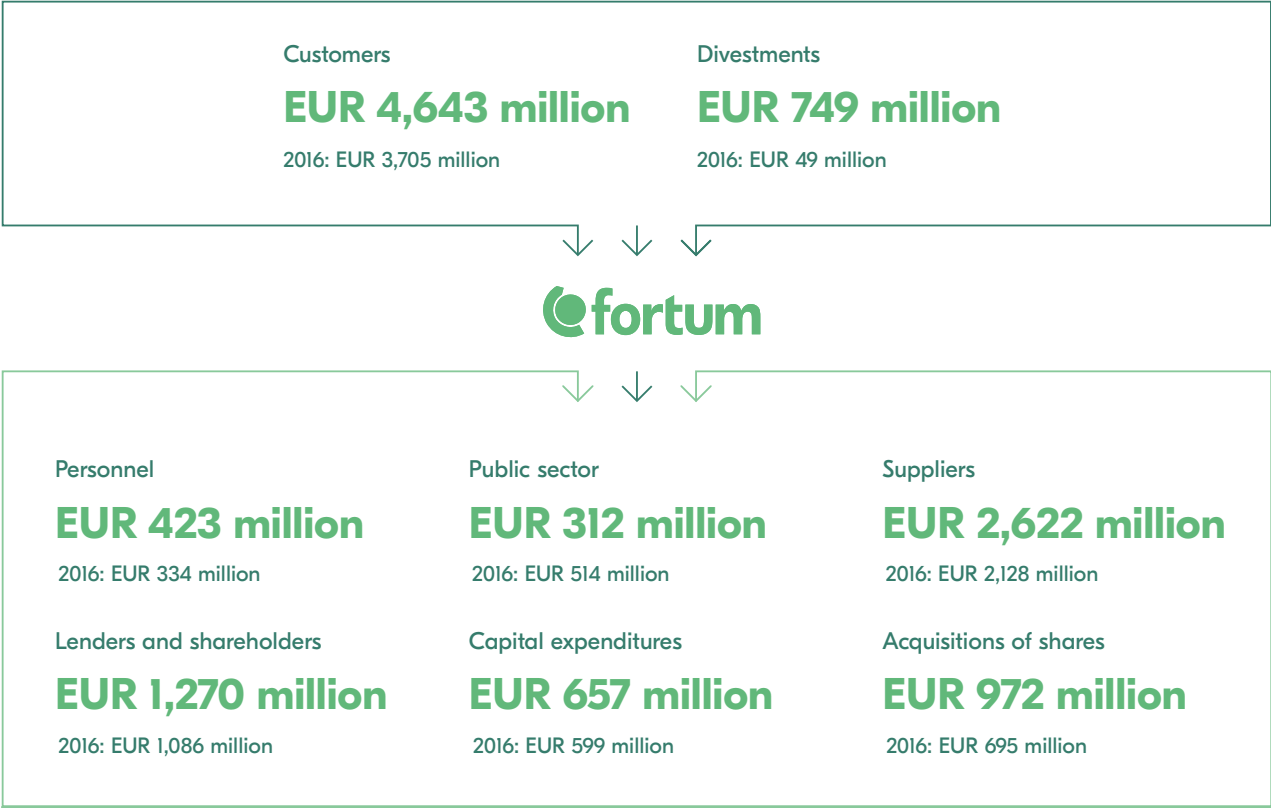 Customers
EUR 4,643 million
2016: EUR 3,705 million
Divestments
EUR 749 million
2016: EUR 49 million
fortum
Personnel
EUR 423 million
2016: EUR 334 million
Public sector
EUR 312 million
2016: EUR 514 million
Suppliers
EUR 2,622 million
2016: EUR 2,128 million
Lenders and shareholders
EUR 1,270 million
2016: EUR 1,086 million
Capital expenditures
EUR 657 million
2016: EUR 599 million
Acquisitions of shares
EUR 972 million
2016: EUR 695 million